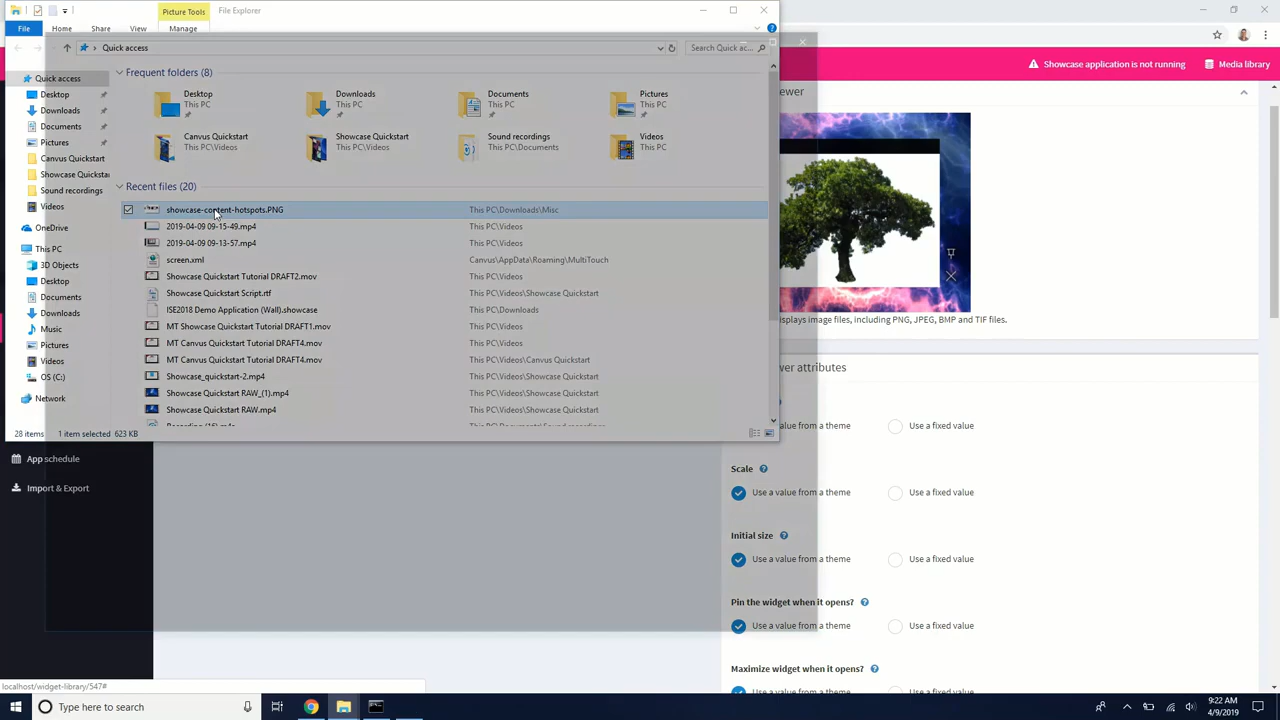 Picture Tools
File Explorer
File
Home
Share
View
Manage
Quick access
Search Quick ac...
Showcase application is not running
Media library
Quick access
Desktop
Downloads
Documents
Pictures
Canvus Quickstart
Showcase Quicksta
Sound recordings
Videos
OneDrive
This PC
3D Objects
Desktop
Documents
Downloads
Music
Pictures
Videos
OS (C:)
Network
Frequent folders (8)
Desktop
This PC
Downloads
This PC
Documents
This PC
Pictures
This PC
Canvus Quickstart
This PC\Videos
Showcase Quickstart
This PC\Videos
Sound recordings
This PC\Documents
Videos
This PC
Recent files (20)
showcase-content-hotspots.PNG This PC\Downloads\Misc
2019-04-09 09-15-49.mp4 This PC\Videos
2019-04-09 09-13-57.mp4 This PC\Videos
screen.xml Canvus\AppData\Roaming\MultiTouch
Showcase Quickstart Tutorial DRAFT2.mov This PC\Videos
Showcase Quickstart Script.rtf This PC\Videos\Showcase Quickstart
ISE2018 Demo Application (Wall).showcase This PC\Downloads
MT Showcase Quickstart Tutorial DRAFT1.mov This PC\Videos
MT Canvus Quickstart Tutorial DRAFT4.mov This PC\Videos
MT Canvus Quickstart Tutorial DRAFT4.mov This PC\Videos\Canvus Quickstart
Showcase_quickstart-2.mp4 This PC\Videos\Showcase Quickstart
Showcase Quickstart RAW_(1).mp4 This PC\Videos\Showcase Quickstart
Showcase Quickstart RAW.mp4 This PC\Videos\Showcase Quickstart
28 items
1 item selected 623 KB
App schedule
Import & Export
ewer
isplays image files, including PNG, JPEG, BMP and TIF files.
wer attributes
alue from a theme
Use a fixed value
Scale
Use a value from a theme
Use a fixed value
Initial size
Use a value from a theme
Use a fixed value
Pin the widget when it opens?
Use a value from a theme
Use a fixed value
Maximize widget when it opens?
localhost/widget-library/547#
Type here to search
9:22 AM
4/9/2019